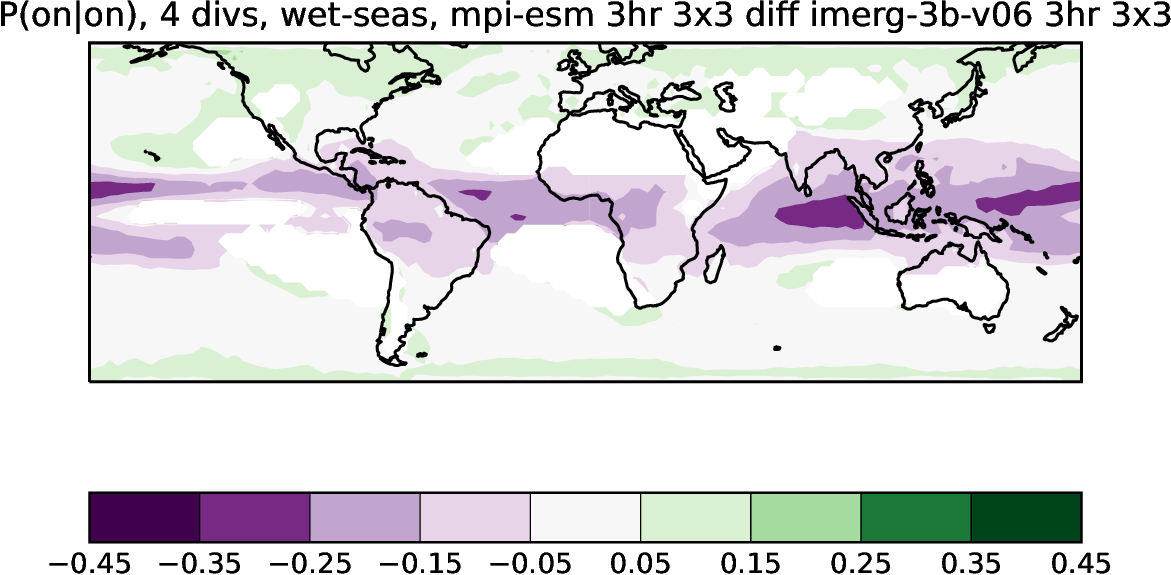 P(on|on), 4 divs, wet-seas, mpi-esm 3hr 3x3 diff imerg-3b-v06 3hr 3x3
−0.45 −0.35 −0.25 −0.15 −0.05 0.05 0.15 0.25 0.35 0.45